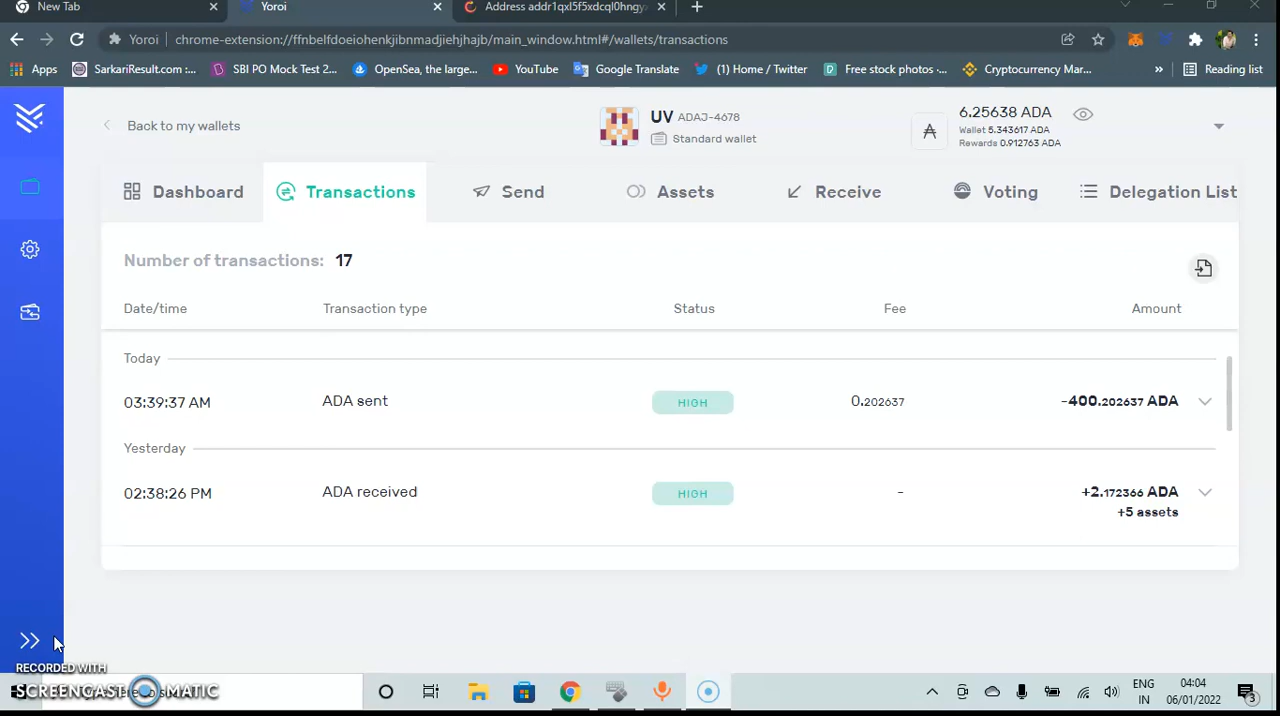 New Tab
Yoroi
Address addr1qxl5f5xdcql0hngy
Yoroi chrome-extension://ffnbelfdoeiohenkjibnmadjiehjhajb/main_window.html#/wallets/transactions
Apps SarkariResult.com :... SBI PO Mock Test 2... OpenSea, the large... YouTube Google Translate (1) Home / Twitter Free stock photos -... Cryptocurrency Mar... » Reading list
Back to my wallets
UV ADAJ-4678
Standard wallet
6.25638 ADA
Wallet 5.343617 ADA
Rewards 0.912763 ADA
Dashboard Transactions Send Assets Receive Voting Delegation List
Number of transactions: 17
Date/time Transaction type Status Fee Amount
Today
03:39:37 AM ADA sent HIGH 0.202637 -400.202637 ADA
Yesterday
02:38:26 PM ADA received HIGH - +2.172366 ADA
+5 assets
RECORDED WITH
SCREENCAST MATIC
ENG
IN
04:04
06/01/2022
3